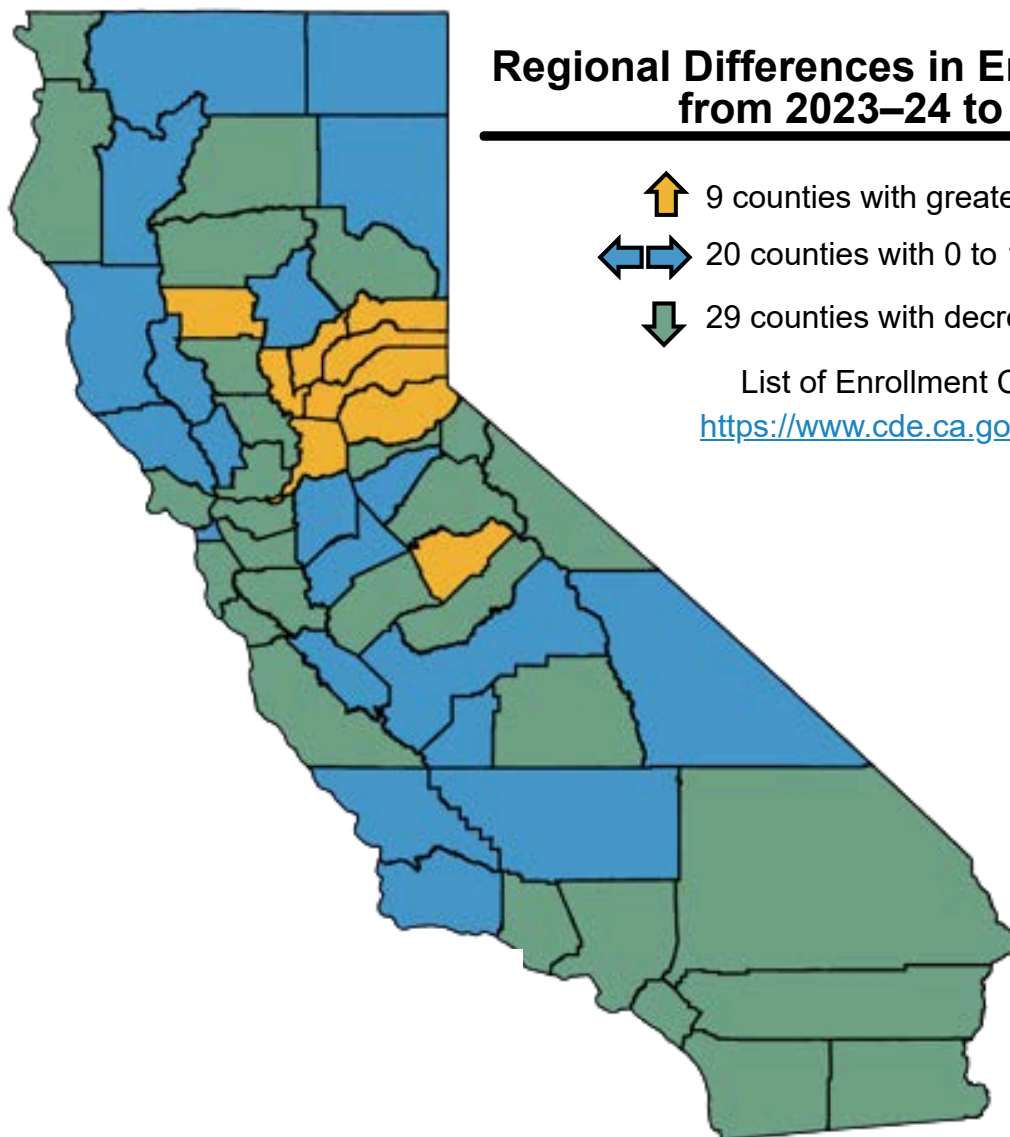 Regional Differences in E
from 2023–24 to
9 counties with greate
20 counties with 0 to
29 counties with decre
List of Enrollment
https://www.cde.ca.go